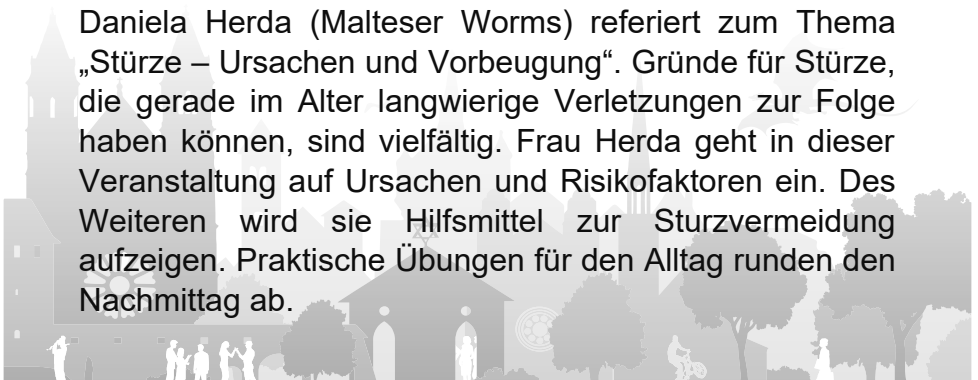 Daniela Herda (Malteser Worms) referiert zum Thema
„Stürze – Ursachen und Vorbeugung“. Gründe für Stürze,
die gerade im Alter langwierige Verletzungen zur Folge
haben können, sind vielfältig. Frau Herda geht in dieser
Veranstaltung auf Ursachen und Risikofaktoren ein. Des
Weiteren wird sie Hilfsmittel zur Sturzvermeidung
aufzeigen. Praktische Übungen für den Alltag runden den
Nachmittag ab.